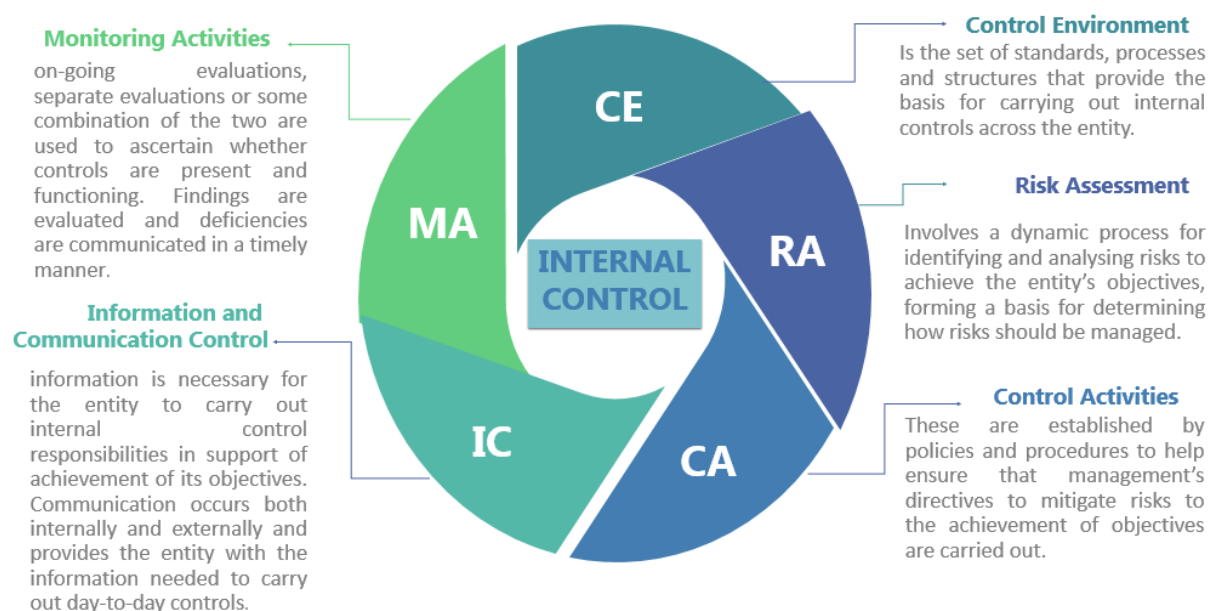 Monitoring Activities
on-going evaluations,
separate evaluations or some
combination of the two are
used to ascertain whether
controls are present and
functioning. Findings are
evaluated and deficiencies
are communicated in a timely
manner.
Information and
Communication Control
information is necessary for
the entity to carry out
internal control
responsibilities in support of
achievement of its objectives.
Communication occurs both
internally and externally and
provides the entity with the
information needed to carry
out day-to-day controls.
CE
RA
CA
IC
MA
INTERNAL
CONTROL
Control Environment
Is the set of standards, processes
and structures that provide the
basis for carrying out internal
controls across the entity.
Risk Assessment
Involves a dynamic process for
identifying and analysing risks to
achieve the entity's objectives,
forming a basis for determining
how risks should be managed.
Control Activities
These are established by
policies and procedures to help
ensure that management's
directives to mitigate risks to
the achievement of objectives
are carried out.